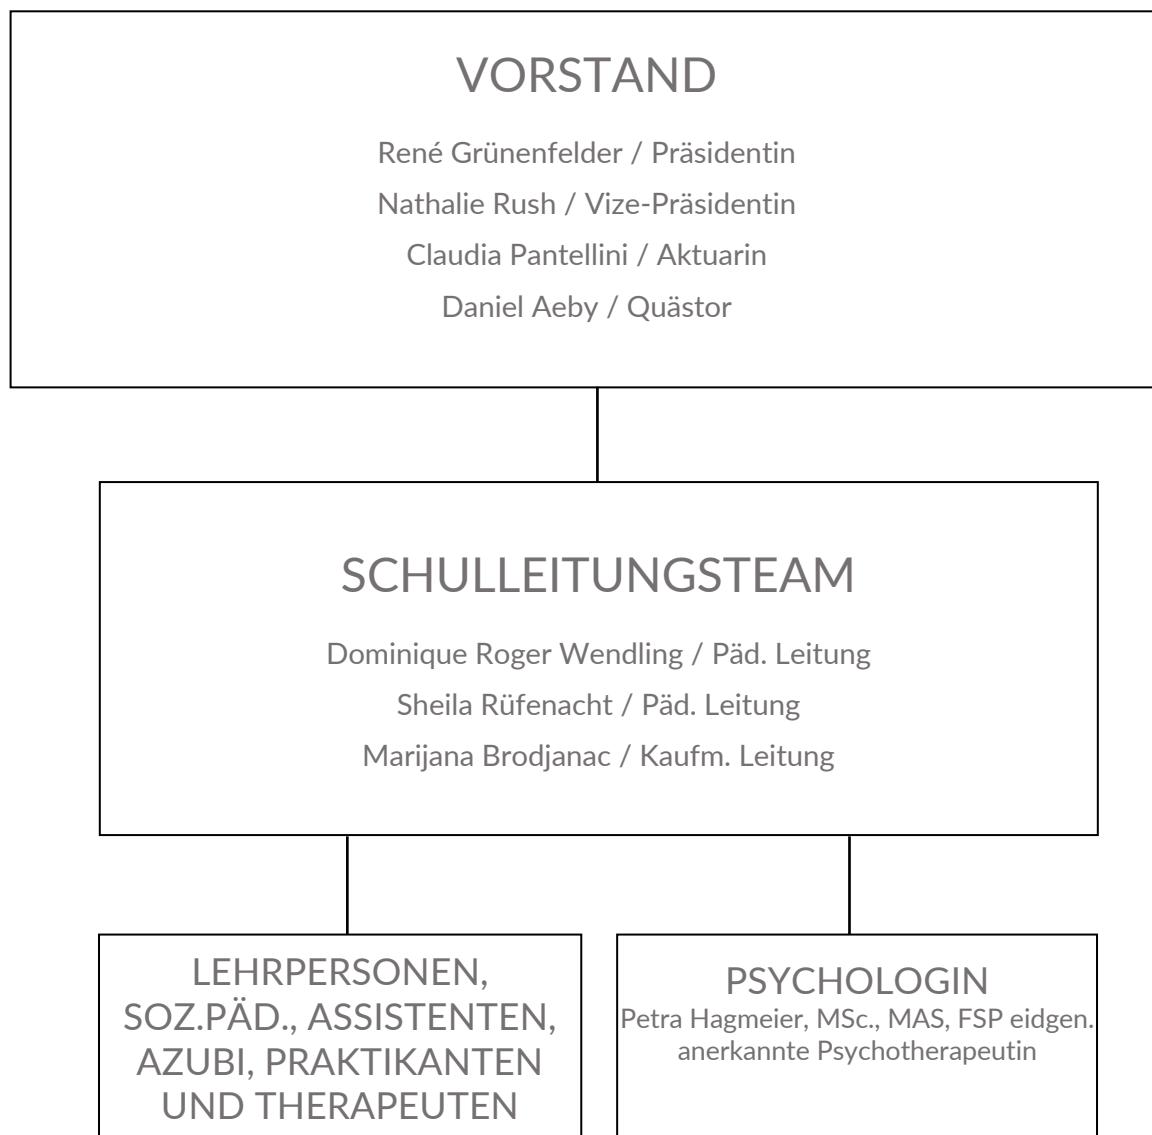 VORSTAND
René Grünenfelder / Präsidentin
Nathalie Rush / Vize-Präsidentin
Claudia Pantellini / Aktuarin
Daniel Aeby / Quästor
SCHULLEITUNGSTEAM
Dominique Roger Wendling / Päd. Leitung
Sheila Rüfenacht / Päd. Leitung
Marijana Brodjanac / Kaufm. Leitung
LEHRPERSONEN,
SOZ.PÄD., ASSISTENTEN,
AZUBI, PRAKTIKANTEN
UND THERAPEUTEN
PSYCHOLOGIN
Petra Hagmeier, MSc., MAS, FSP eidgen.
anerkannte Psychotherapeutin